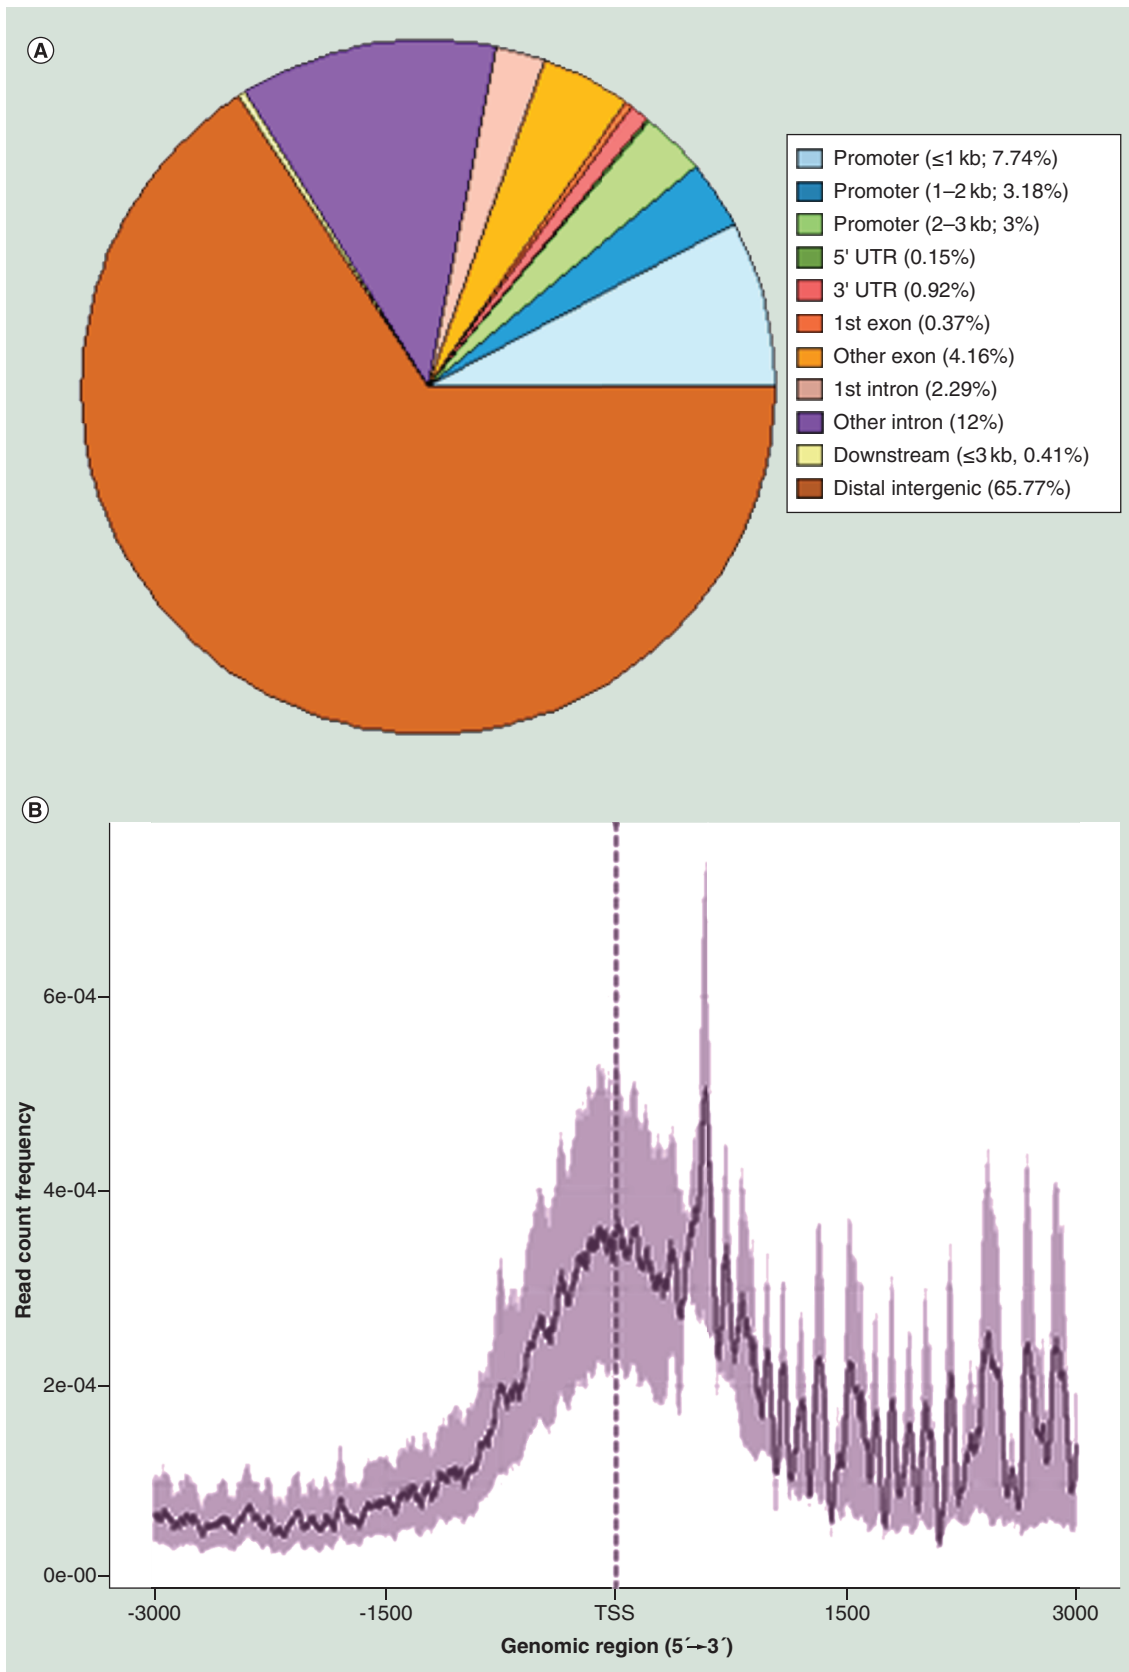 A
Promoter (≤1 kb; 7.74%)
Promoter (1–2 kb; 3.18%)
Promoter (2–3 kb; 3%)
5' UTR (0.15%)
3' UTR (0.92%)
1st exon (0.37%)
Other exon (4.16%)
1st intron (2.29%)
Other intron (12%)
Downstream (≤3 kb, 0.41%)
Distal intergenic (65.77%)
B
Read count frequency
6e-04
4e-04
2e-04
0e-00
-3000
-1500
TSS
1500
3000
Genomic region (5´→3´)